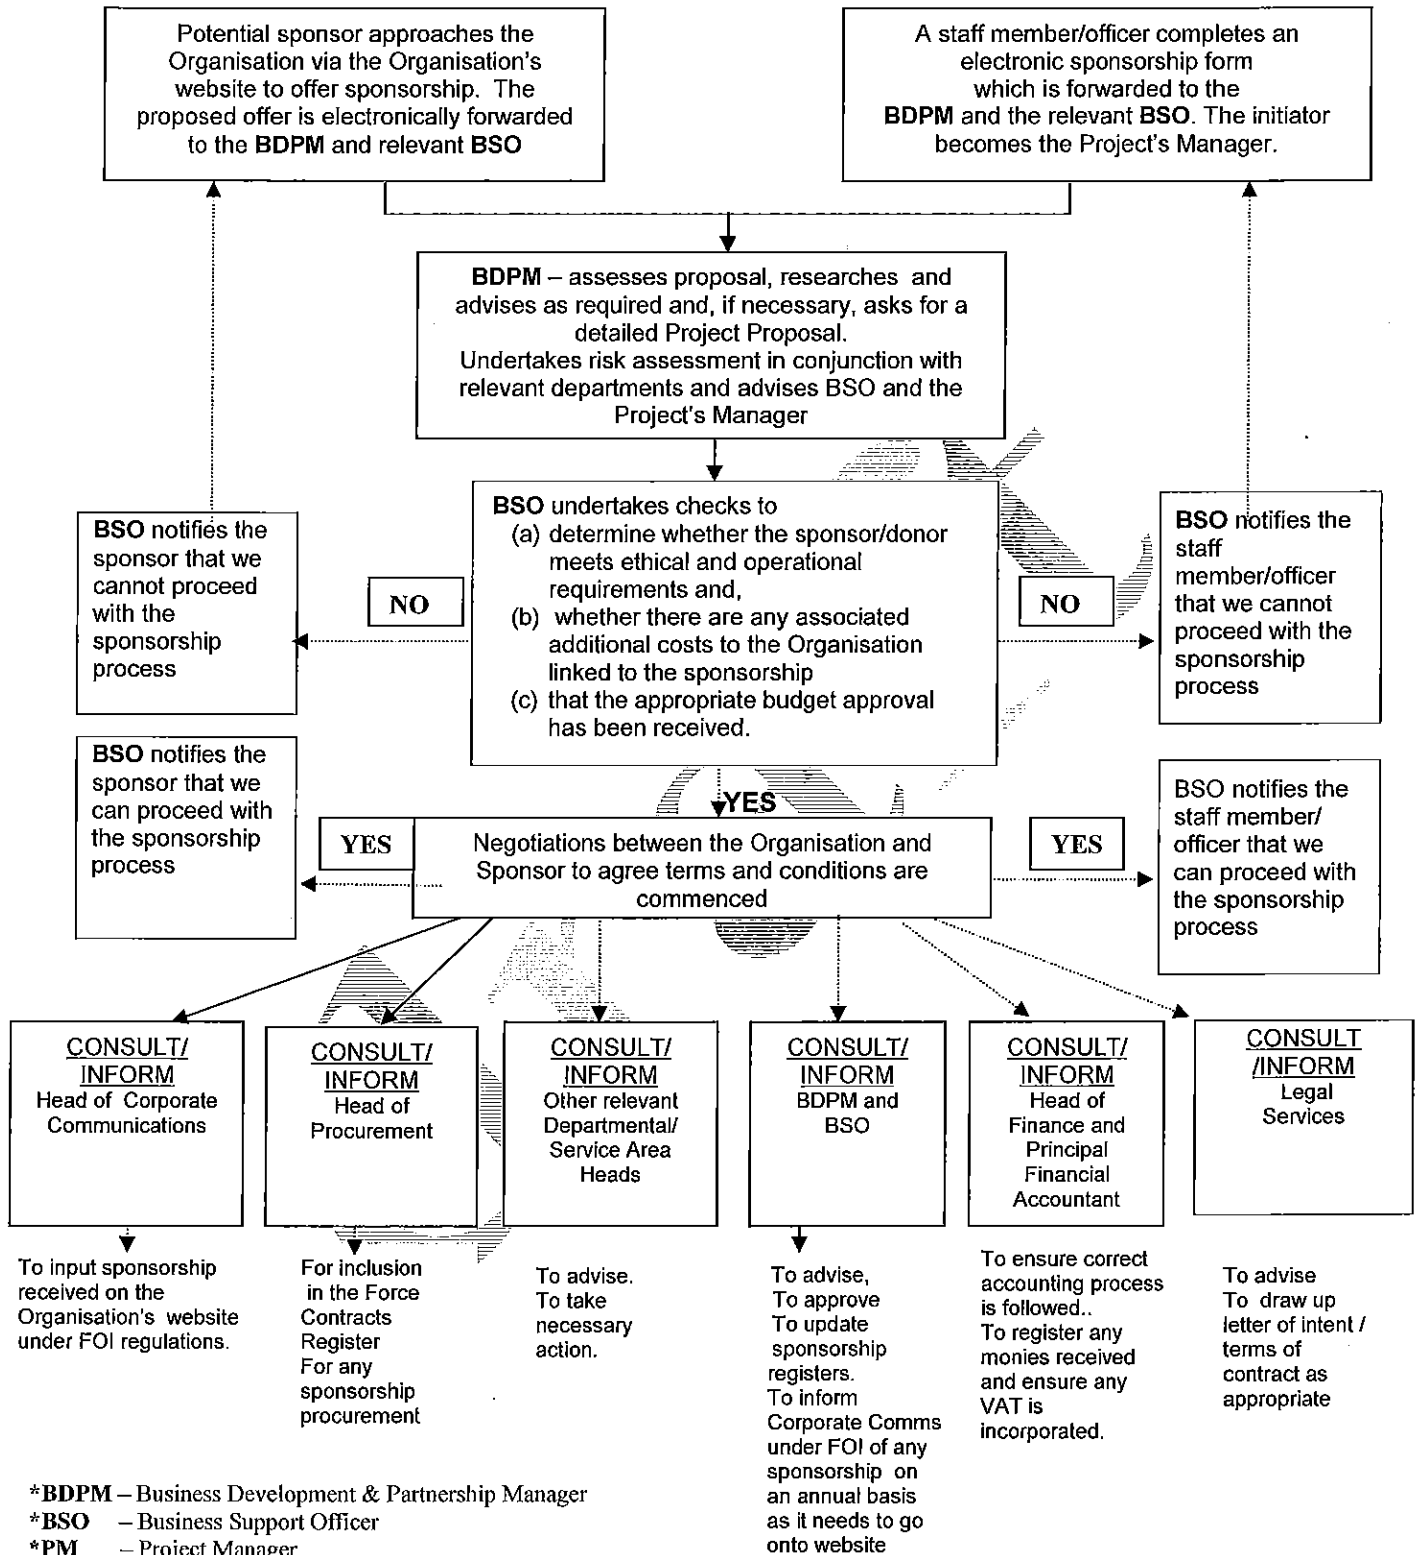 Potential sponsor approaches the
Organisation via the Organisation's
website to offer sponsorship. The
proposed offer is electronically forwarded
to the BDPM and relevant BSO
A staff member/officer completes an
electronic sponsorship form
which is forwarded to the
BDPM and the relevant BSO. The initiator
becomes the Project's Manager.
BDPM – assesses proposal, researches and
advises as required and, if necessary, asks for a
detailed Project Proposal.
Undertakes risk assessment in conjunction with
relevant departments and advises BSO and the
Project's Manager
BSO notifies the
sponsor that we
cannot proceed
with the
sponsorship
process
NO
BSO undertakes checks to
(a) determine whether the sponsor/donor
meets ethical and operational
requirements and,
(b) whether there are any associated
additional costs to the Organisation
linked to the sponsorship
(c) that the appropriate budget approval
has been received.
NO
BSO notifies the
staff
member/officer
that we cannot
proceed with the
sponsorship
process
BSO notifies the
sponsor that we
can proceed with
the sponsorship
process
YES
YES
Negotiations between the Organisation and
Sponsor to agree terms and conditions are
commenced
YES
BSO notifies the
staff member/
officer that we
can proceed with
the sponsorship
process
CONSULT/
INFORM
Head of Corporate
Communications
CONSULT/
INFORM
Head of
Procurement
CONSULT/
INFORM
Other relevant
Departmental/
Service Area
Heads
CONSULT/
INFORM
BDPM and
BSO
CONSULT/
INFORM
Head of
Finance and
Principal
Financial
Accountant
CONSULT
/INFORM
Legal
Services
To input sponsorship
received on the
Organisation's website
under FOI regulations.
For inclusion
in the Force
Contracts
Register
For any
sponsorship
procurement
To advise.
To take
necessary
action.
To advise,
To approve
To update
sponsorship
registers.
To inform
Corporate Comms
under FOI of any
sponsorship on
an annual basis
as it needs to go
onto website
To ensure correct
accounting process
is followed..
To register any
monies received
and ensure any
VAT is
incorporated.
To advise
To draw up
letter of intent /
terms of
contract as
appropriate
*BDPM – Business Development & Partnership Manager
*BSO – Business Support Officer
*PM – Project Manager